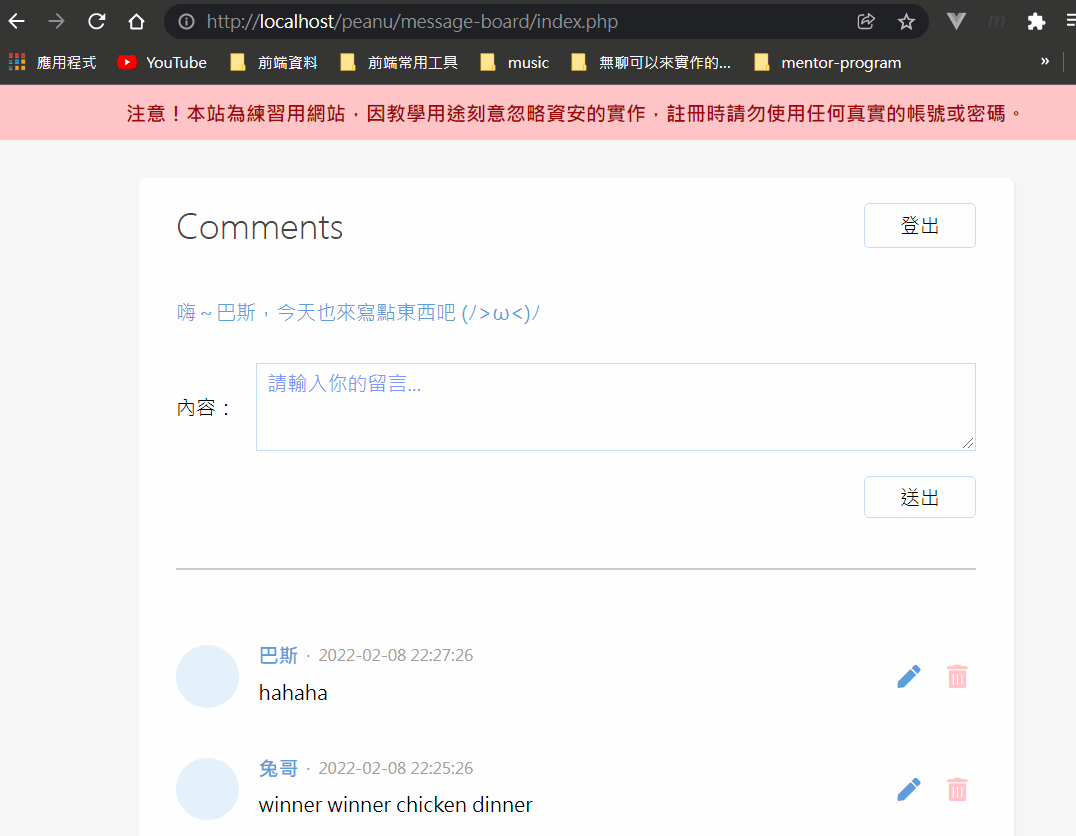 http://localhost/peanu/message-board/index.php
應用程式 YouTube 前端資料 前端常用工具 music 無聊可以來實作的... mentor-program »
注意！本站為練習用網站，因教學用途刻意忽略資安的實作，註冊時請勿使用任何真實的帳號或密碼。
Comments 登出
嗨～巴斯，今天也來寫點東西吧 (/>ω<)/
內容： 請輸入你的留言...
送出
巴斯 · 2022-02-08 22:27:26
hahaha
兔哥 · 2022-02-08 22:25:26
winner winner chicken dinner